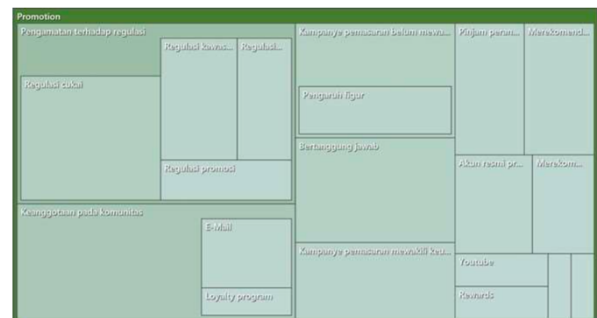 Promotion
Pengamatan terhadap regulasi
Regulasi cukai
Regulasi kawas...
Regulasi...
Regulasi promosi
Keanggotaan pada komunitas
E-Mail
Loyalty program
Kampanye pemasaran belum mewa...
Pengaruh figur
Bertanggung jawab
Kampanye pemasaran mewakili keu...
Pinjam peran...
Merekomend...
Akun resmi pr...
Merekom...
Youtube
Rewards